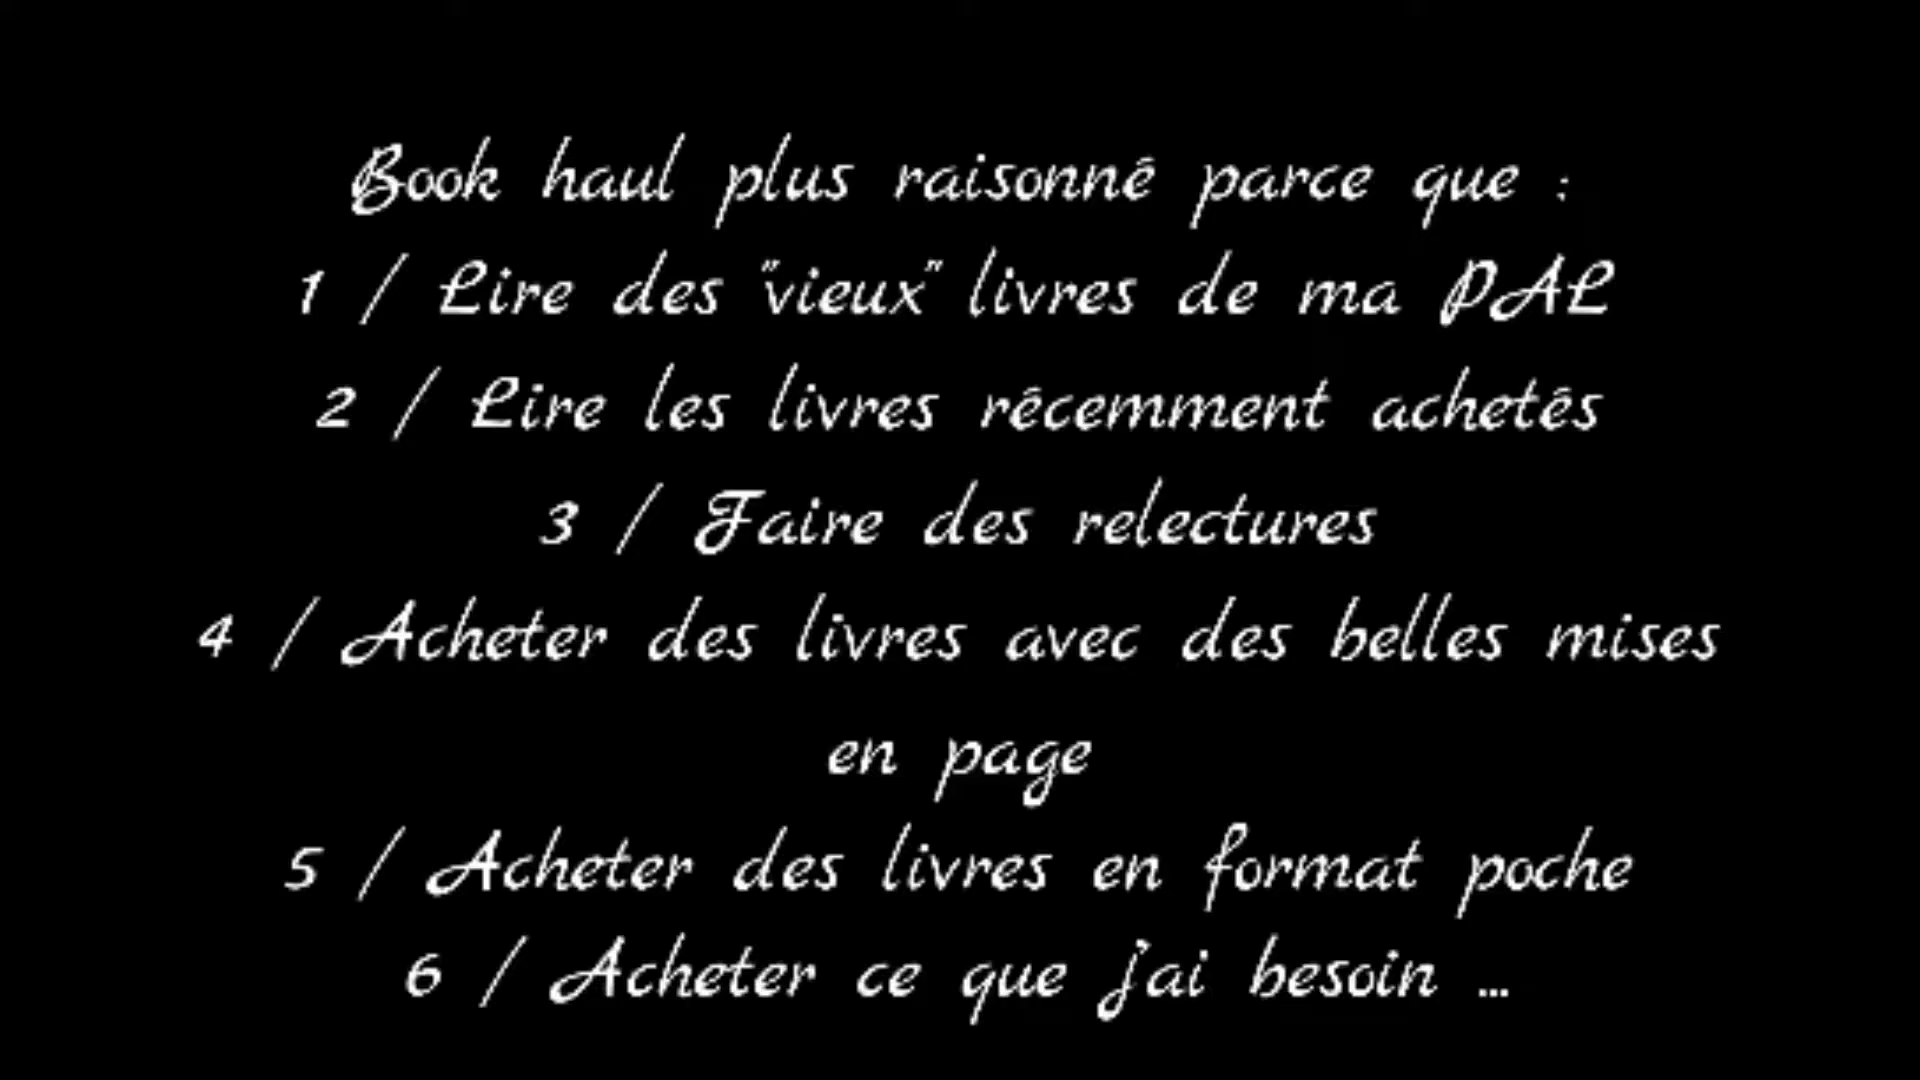 Book haul plus raisonné parce que :
1 / Lire des "vieux" livres de ma PAL
2 / Lire les livres récemment achetés
3 / Faire des relectures
4 / Acheter des livres avec des belles mises
en page
5 / Acheter des livres en format poche
6 / Acheter ce que j'ai besoin ...